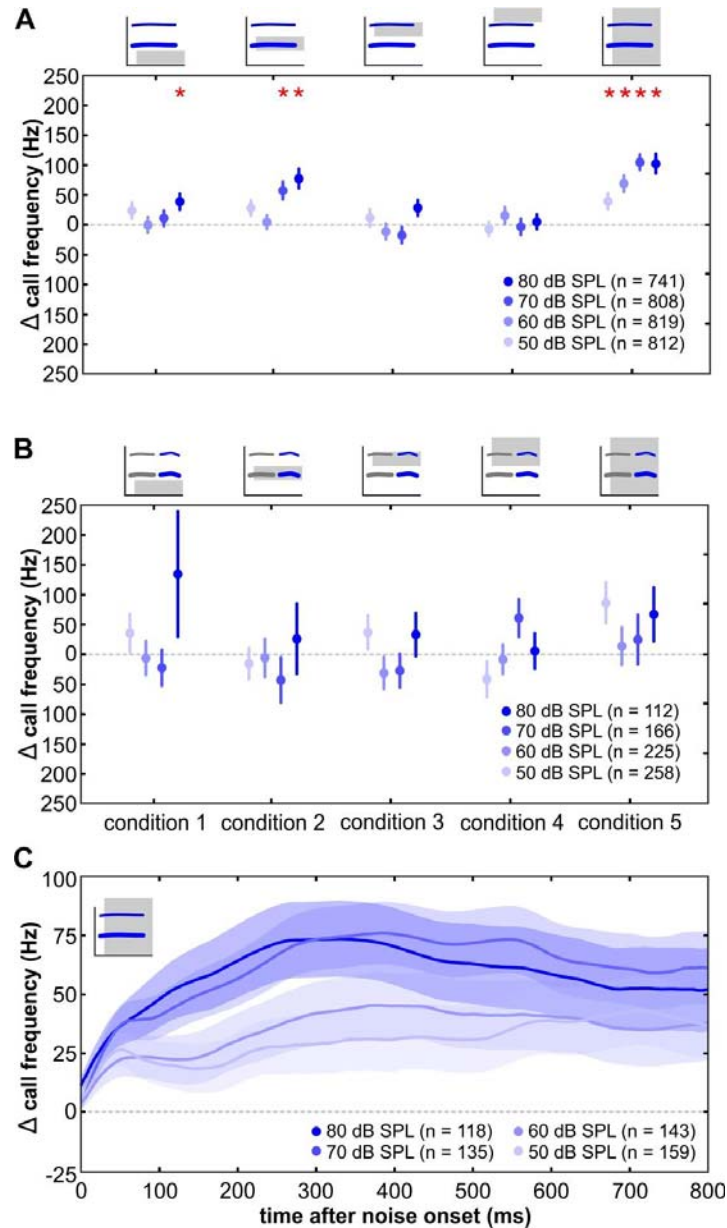 A
250
200
150
100
50
0
50
100
150
200
250
Δ call frequency (Hz)
* * * * * * *
80 dB SPL (n = 741)
70 dB SPL (n = 808)
60 dB SPL (n = 819)
50 dB SPL (n = 812)
B
250
200
150
100
50
0
50
100
150
200
250
Δ call frequency (Hz)
80 dB SPL (n = 112)
70 dB SPL (n = 166)
60 dB SPL (n = 225)
50 dB SPL (n = 258)
condition 1 condition 2 condition 3 condition 4 condition 5
C
100
75
50
25
0
-25
Δ call frequency (Hz)
80 dB SPL (n = 118) 60 dB SPL (n = 143)
70 dB SPL (n = 135) 50 dB SPL (n = 159)
0 100 200 300 400 500 600 700 800
time after noise onset (ms)